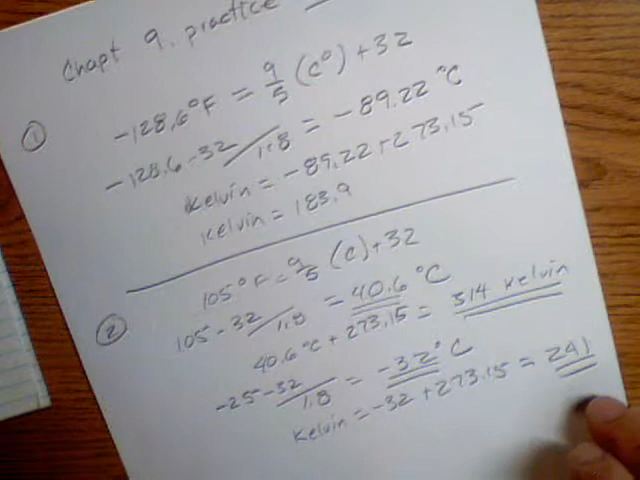 Chapt 9. practice
① -128.6°F = 9/5 (C°) + 32
-128.6 - 32 / 1.8 = -89.22 °C
Kelvin = -89.22 + 273.15
Kelvin = 183.9
② 105°F = 9/5 (C) + 32
105 - 32 / 1.8 = 40.6 °C
40.6 °C + 273.15 = 314 Kelvin
-25 - 32 / 1.8 = -32° C
Kelvin = -32 + 273.15 = 241